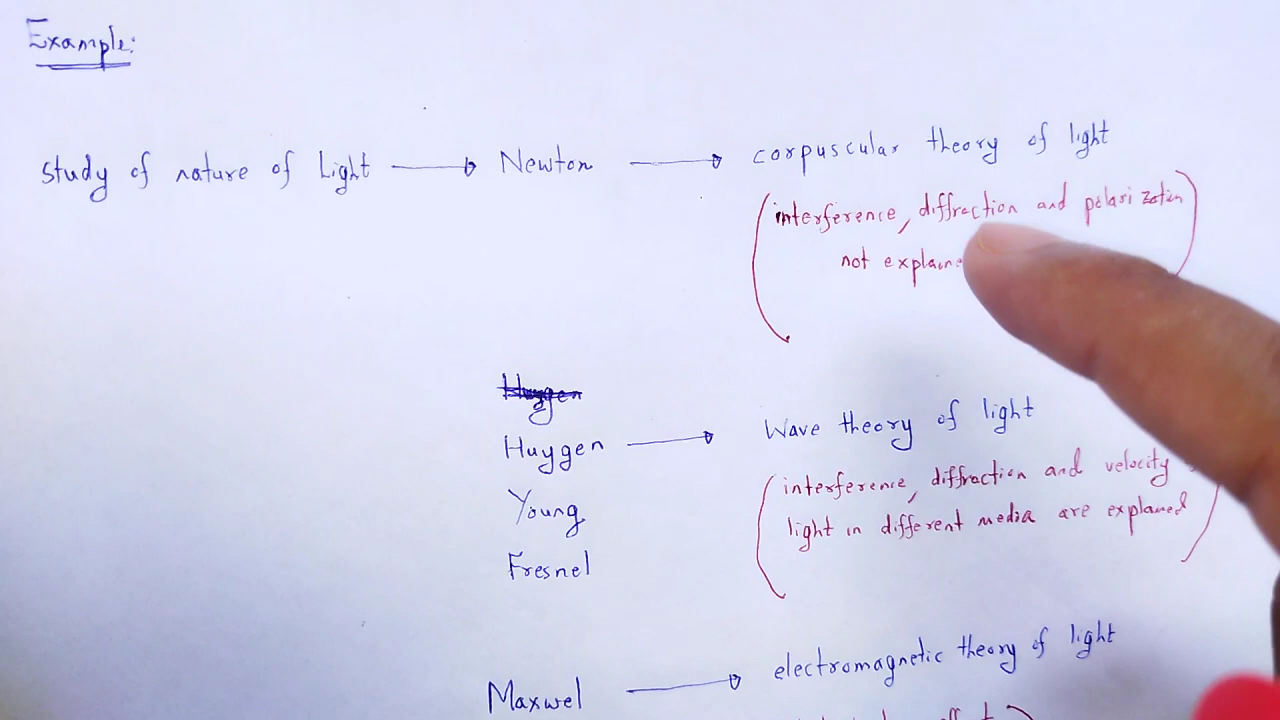 Example:
Study of nature of Light → Newton → corpuscular theory of light
(interference, diffraction and polarization
not
Huygen
Huygen → Wave theory of light
(interference, diffraction and velocity
light in different media are explained
Young
Fresnel
Maxwel → electromagnetic theory of light